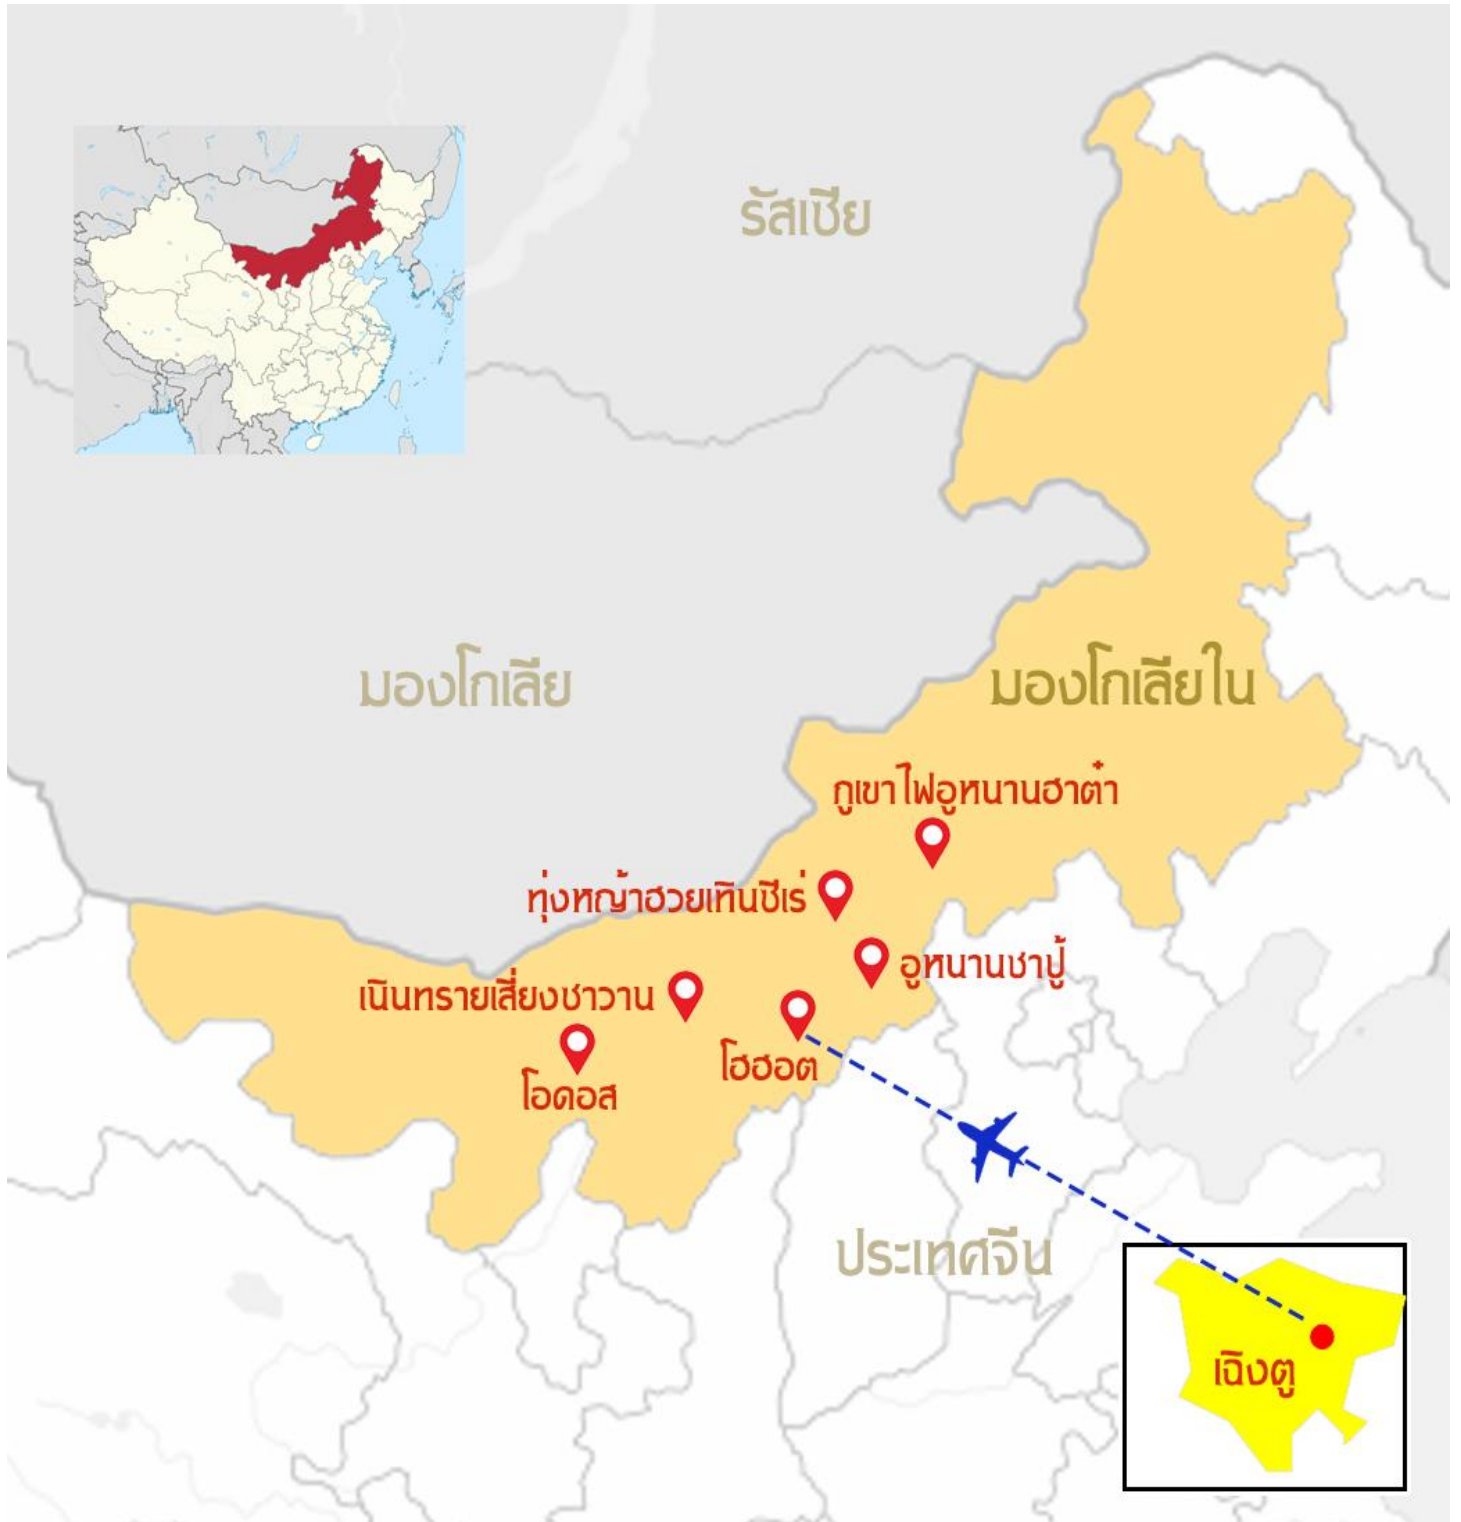 รัสเซีย
มองโกเลีย
มองโกเลียใน
ภูเขาไฟอูหนานฮาต๋า
ทุ่งหญ้าฮวยเทินซีเร่
อูหนานชาปู้
เนินทรายเสี่ยงชาวาน
โฮฮอต
โอดอส
ประเทศจีน
เฉิงตู